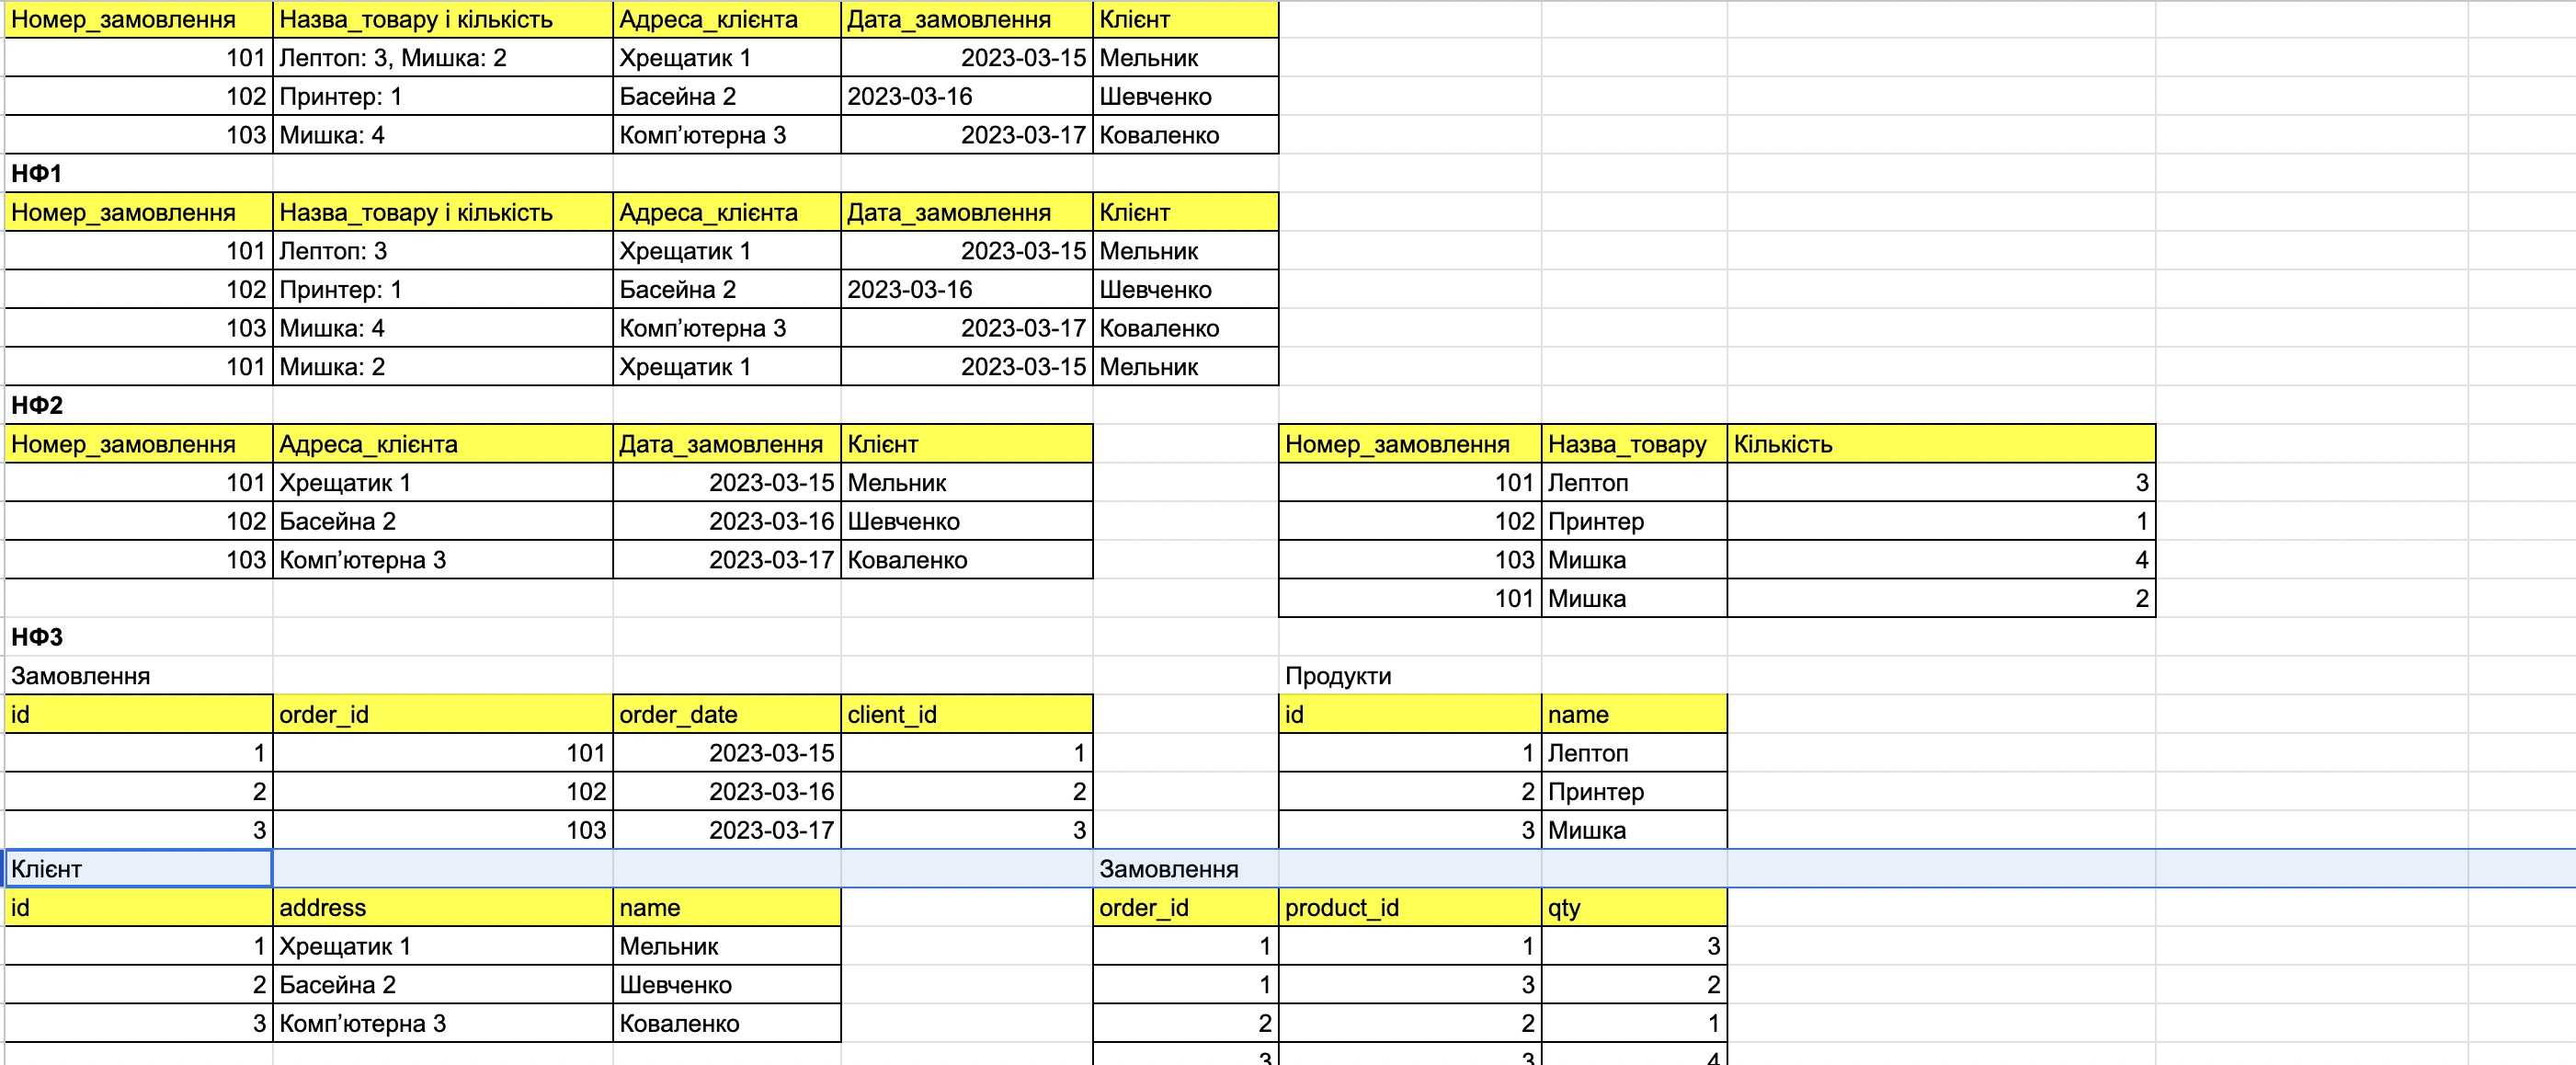 Номер_замовлення Назва_товару і кількість Адреса_клієнта Дата_замовлення Клієнт
101 Лептоп: 3, Мишка: 2 Хрещатик 1 2023-03-15 Мельник
102 Принтер: 1 Басейна 2 2023-03-16 Шевченко
103 Мишка: 4 Комп’ютерна 3 2023-03-17 Коваленко
НФ1
Номер_замовлення Назва_товару і кількість Адреса_клієнта Дата_замовлення Клієнт
101 Лептоп: 3 Хрещатик 1 2023-03-15 Мельник
102 Принтер: 1 Басейна 2 2023-03-16 Шевченко
103 Мишка: 4 Комп’ютерна 3 2023-03-17 Коваленко
101 Мишка: 2 Хрещатик 1 2023-03-15 Мельник
НФ2
Номер_замовлення Адреса_клієнта Дата_замовлення Клієнт Номер_замовлення Назва_товару Кількість
101 Хрещатик 1 2023-03-15 Мельник 101 Лептоп 3
102 Басейна 2 2023-03-16 Шевченко 102 Принтер 1
103 Комп’ютерна 3 2023-03-17 Коваленко 103 Мишка 4
101 Мишка 2
НФ3
Замовлення Продукти
id order_id order_date client_id id name
1 101 2023-03-15 1 1 Лептоп
2 102 2023-03-16 2 2 Принтер
3 103 2023-03-17 3 3 Мишка
Клієнт Замовлення
id address name order_id product_id qty
1 Хрещатик 1 Мельник 1 1 3
2 Басейна 2 Шевченко 1 3 2
3 Комп’ютерна 3 Коваленко 2 2 1
3 3 4